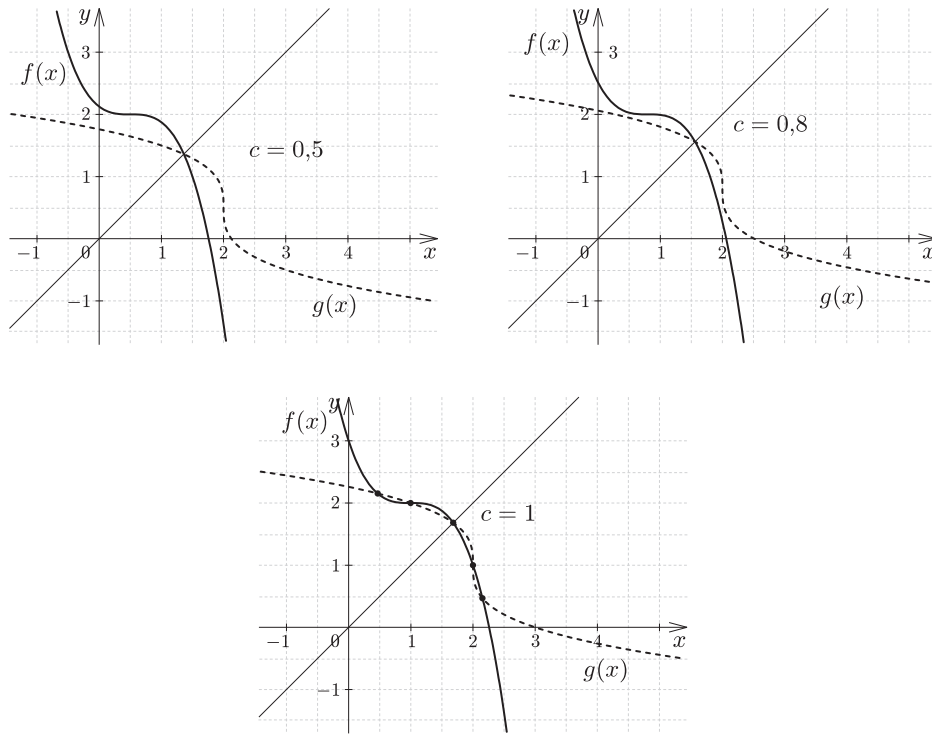 y
3
f(x)
2
c = 0,5
1
−1 0 1 2 3 4 x
−1 g(x)
y
f(x) 3
2
c = 0,8
1
−1 0 1 2 3 4 x
−1 g(x)
y
f(x) 3
2
c = 1
1
−1 0 1 2 3 4 x
g(x)
−1